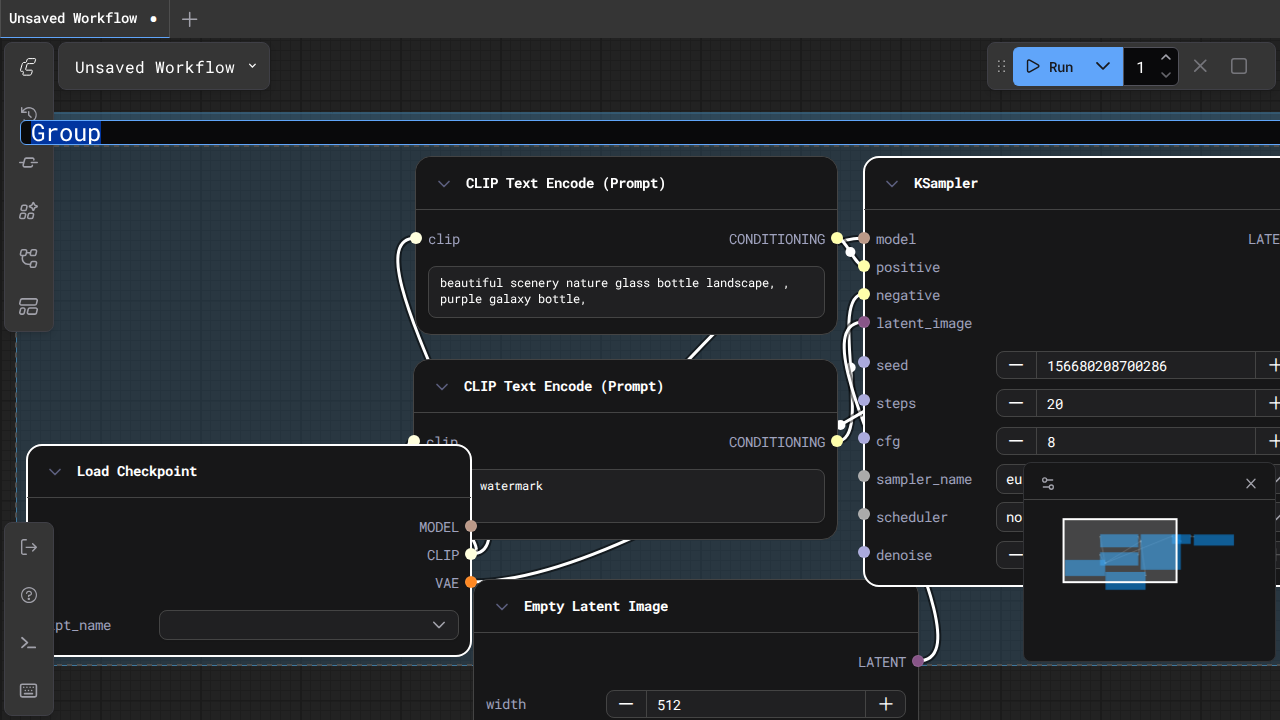 Unsaved Workflow
Unsaved Workflow
Run
1
Group
CLIP Text Encode (Prompt)
clip
CONDITIONING
beautiful scenery nature glass bottle landscape, ,
purple galaxy bottle,
CLIP Text Encode (Prompt)
clip
CONDITIONING
watermark
KSampler
model
LATE
positive
negative
latent_image
seed
156680208700286
steps
20
cfg
8
sampler_name
eu
scheduler
no
denoise
Load Checkpoint
MODEL
CLIP
VAE
pt_name
Empty Latent Image
LATENT
width
512